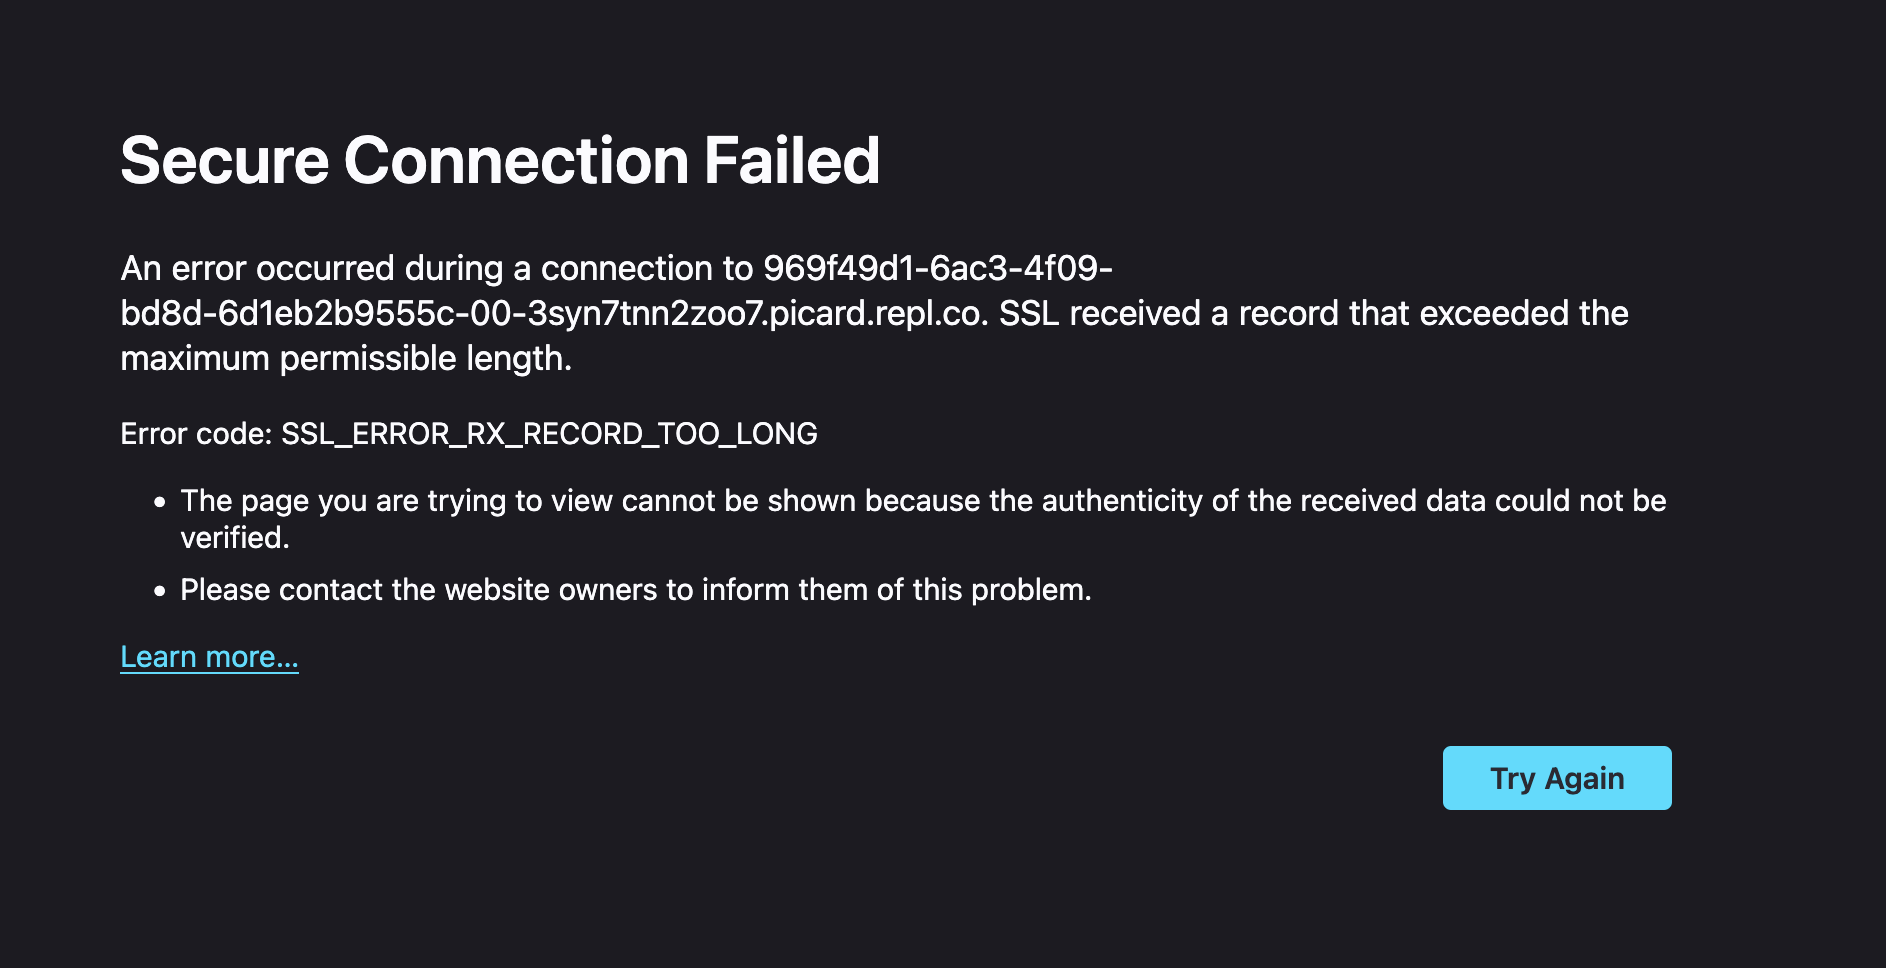 Secure Connection Failed
An error occurred during a connection to 969f49d1-6ac3-4f09-
bd8d-6d1eb2b9555c-00-3syn7tnn2zoo7.picard.repl.co. SSL received a record that exceeded the
maximum permissible length.
Error code: SSL_ERROR_RX_RECORD_TOO_LONG
• The page you are trying to view cannot be shown because the authenticity of the received data could not be
verified.
• Please contact the website owners to inform them of this problem.
Learn more...
Try Again